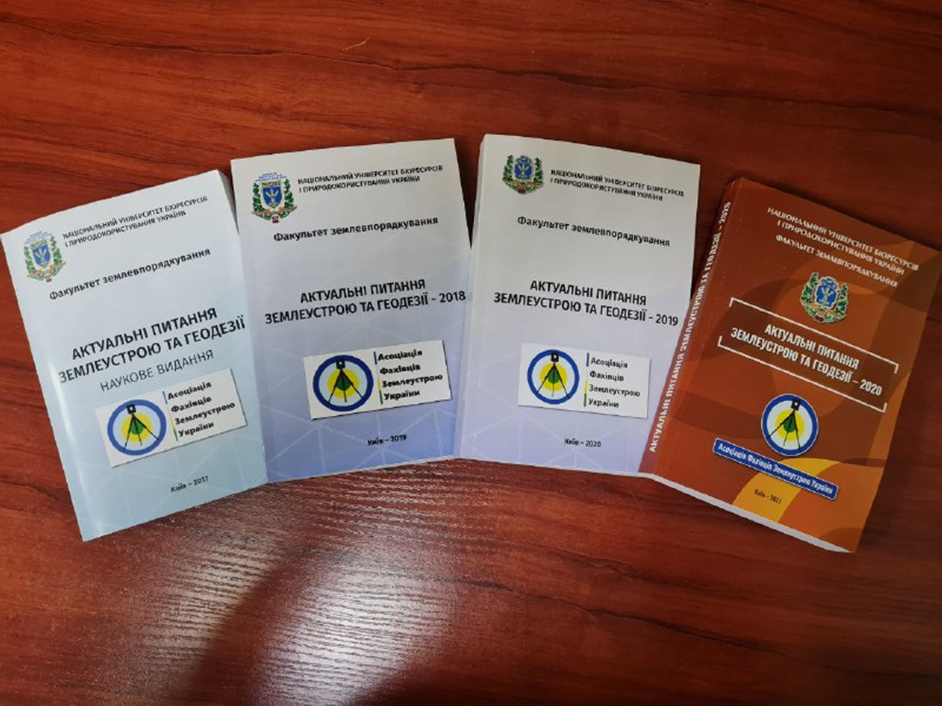 НАЦІОНАЛЬНИЙ УНІВЕРСИТЕТ БІОРЕСУРСІВ
І ПРИРОДОКОРИСТУВАННЯ УКРАЇНИ
Факультет землевпорядкування
АКТУАЛЬНІ ПИТАННЯ
ЗЕМЛЕУСТРОЮ ТА ГЕОДЕЗІЇ
НАУКОВЕ ВИДАННЯ
Асоціація
Фахівців
Землеустрою
України
Київ – 2017
НАЦІОНАЛЬНИЙ УНІВЕРСИТЕТ БІОРЕСУРСІВ
І ПРИРОДОКОРИСТУВАННЯ УКРАЇНИ
Факультет землевпорядкування
АКТУАЛЬНІ ПИТАННЯ
ЗЕМЛЕУСТРОЮ ТА ГЕОДЕЗІЇ – 2018
Асоціація
Фахівців
Землеустрою
України
Київ – 2019
НАЦІОНАЛЬНИЙ УНІВЕРСИТЕТ БІОРЕСУРСІВ
І ПРИРОДОКОРИСТУВАННЯ УКРАЇНИ
Факультет землевпорядкування
АКТУАЛЬНІ ПИТАННЯ
ЗЕМЛЕУСТРОЮ ТА ГЕОДЕЗІЇ – 2019
Асоціація
Фахівців
Землеустрою
України
Київ – 2020
АКТУАЛЬНІ ПИТАННЯ ЗЕМЛЕУСТРОЮ ТА ГЕОДЕЗІЇ – 2020
НАЦІОНАЛЬНИЙ УНІВЕРСИТЕТ БІОРЕСУРСІВ
І ПРИРОДОКОРИСТУВАННЯ УКРАЇНИ
ФАКУЛЬТЕТ ЗЕМЛЕВПОРЯДКУВАННЯ
АКТУАЛЬНІ ПИТАННЯ
ЗЕМЛЕУСТРОЮ ТА ГЕОДЕЗІЇ – 2020
Асоціація Фахівців Землеустрою України
Київ – 2021